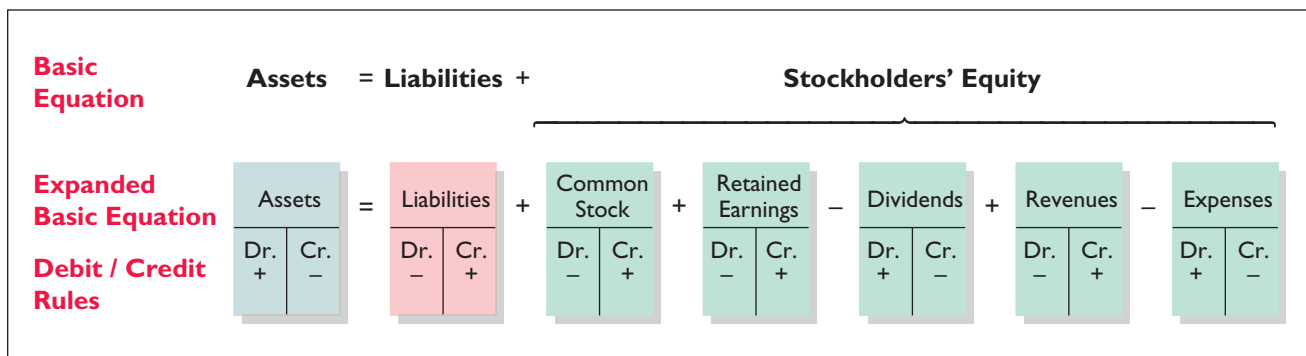 Basic
Equation
Assets = Liabilities + Stockholders’ Equity
Expanded
Basic Equation
Assets = Liabilities + Common Stock + Retained Earnings – Dividends + Revenues – Expenses
Debit / Credit
Rules
Dr. Cr. Dr. Cr. Dr. Cr. Dr. Cr. Dr. Cr. Dr. Cr. Dr. Cr.
+ – – + – + – + + – – + + –